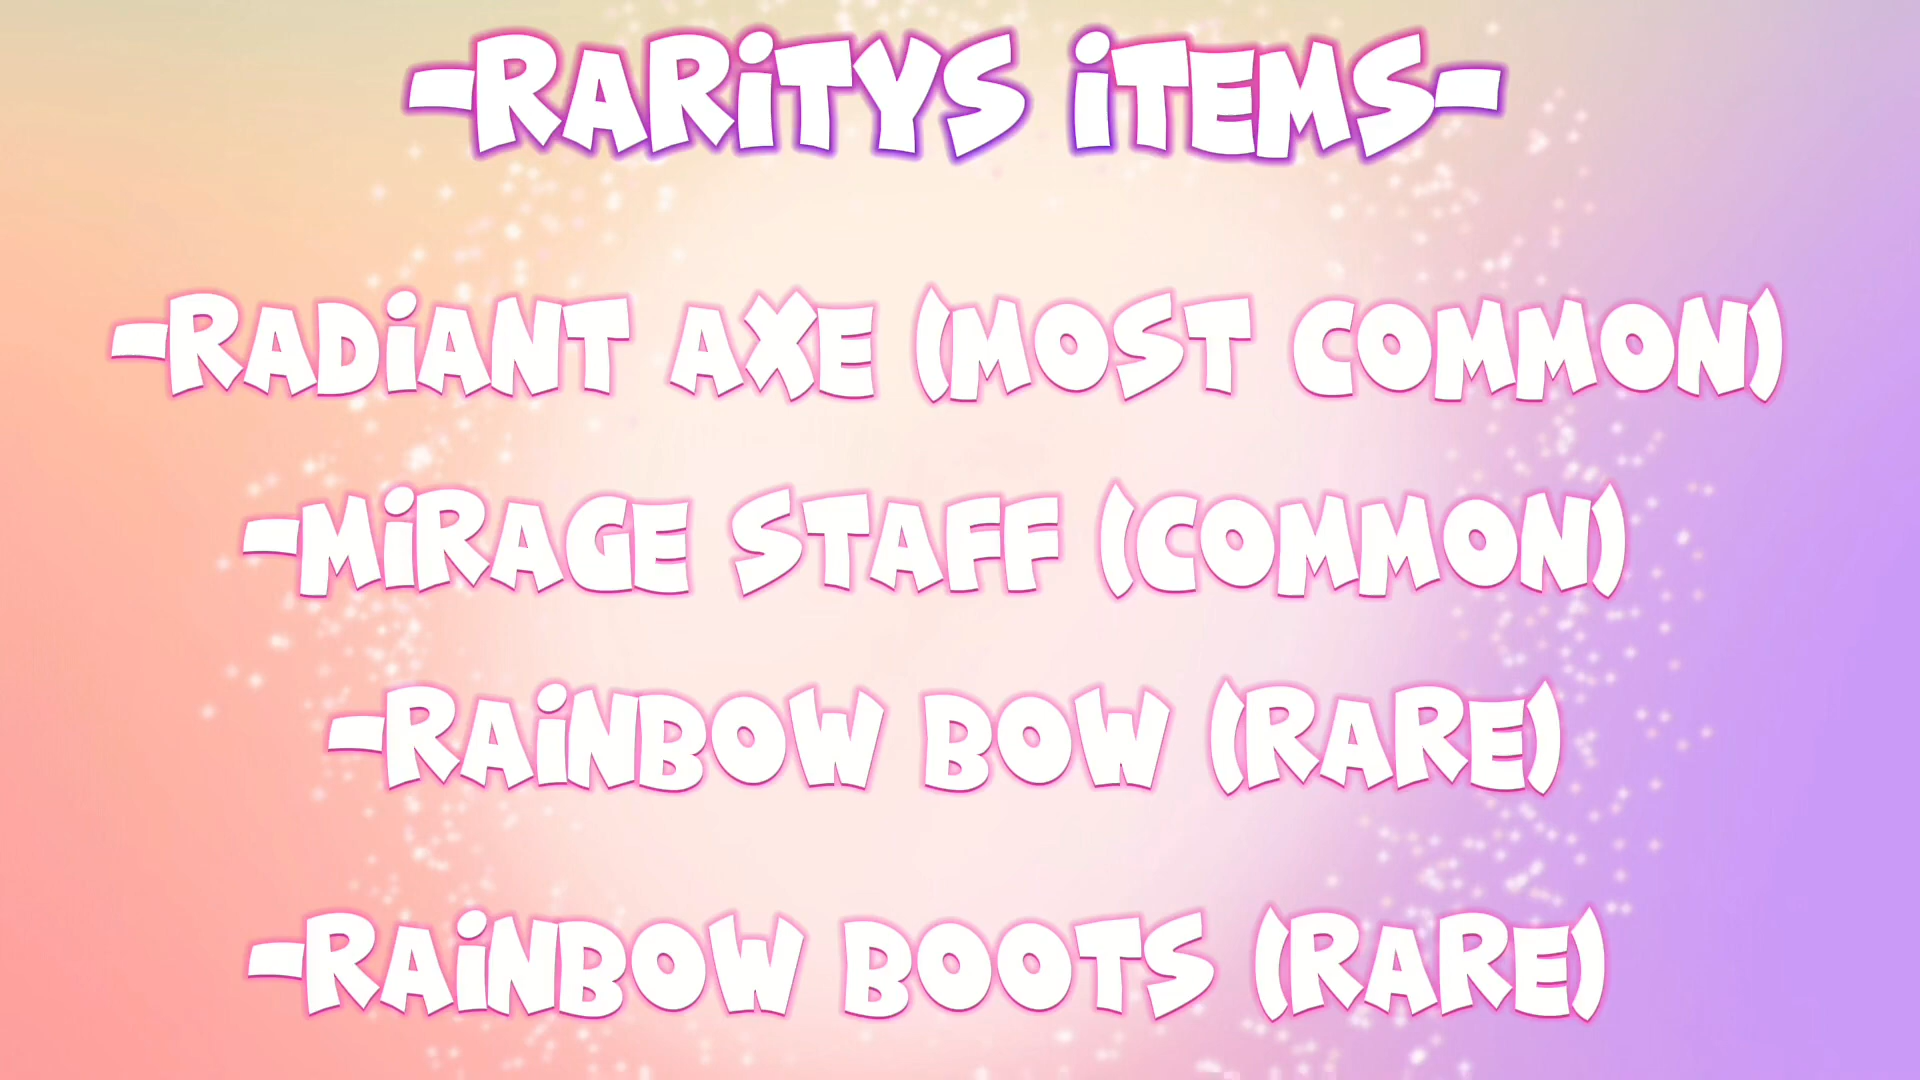 -RARiTYS iTEMS-
-RADiANT AXE (MOST COMMON)
-MiRAGE STAFF (COMMON)
-RAiNBOW BOW (RARE)
-RAiNBOW BOOTS (RARE)